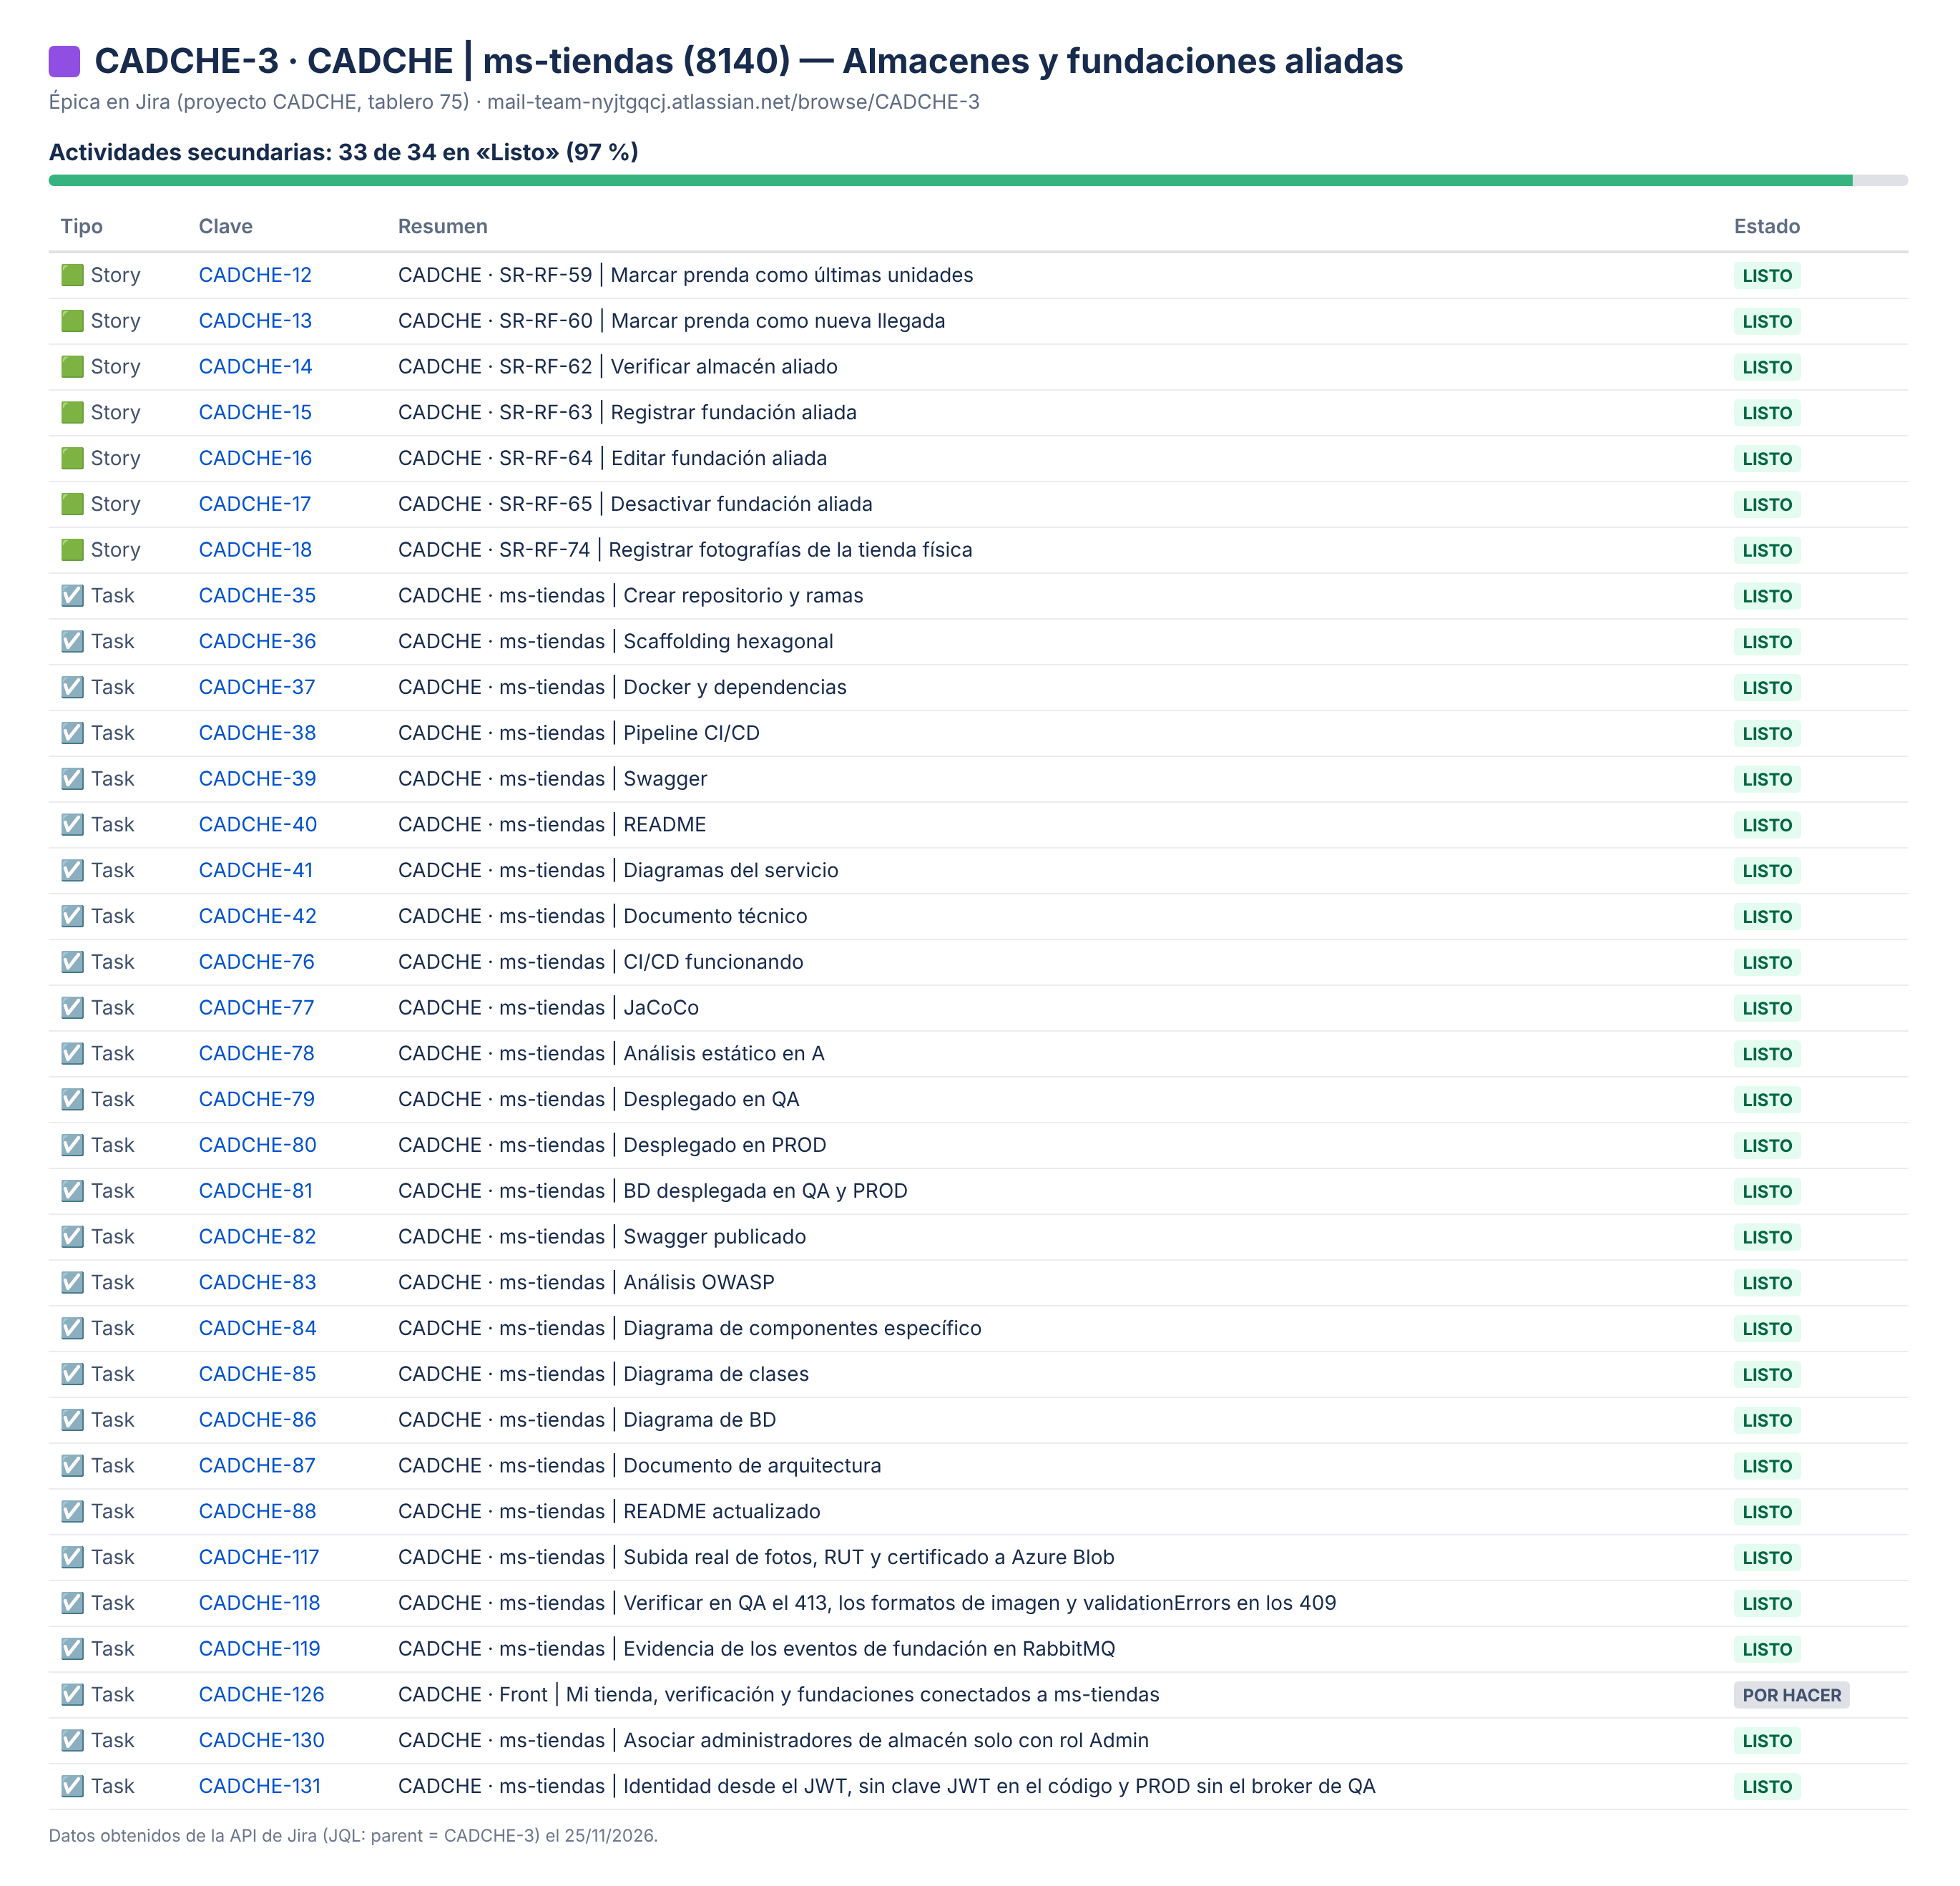 CADCHE-3 · CADCHE | ms-tiendas (8140) — Almacenes y fundaciones aliadas
Épica en Jira (proyecto CADCHE, tablero 75) · mail-team-nyjtgqcj.atlassian.net/browse/CADCHE-3
Actividades secundarias: 33 de 34 en «Listo» (97 %)
Tipo Clave Resumen Estado
Story CADCHE-12 CADCHE · SR-RF-59 | Marcar prenda como últimas unidades LISTO
Story CADCHE-13 CADCHE · SR-RF-60 | Marcar prenda como nueva llegada LISTO
Story CADCHE-14 CADCHE · SR-RF-62 | Verificar almacén aliado LISTO
Story CADCHE-15 CADCHE · SR-RF-63 | Registrar fundación aliada LISTO
Story CADCHE-16 CADCHE · SR-RF-64 | Editar fundación aliada LISTO
Story CADCHE-17 CADCHE · SR-RF-65 | Desactivar fundación aliada LISTO
Story CADCHE-18 CADCHE · SR-RF-74 | Registrar fotografías de la tienda física LISTO
Task CADCHE-35 CADCHE · ms-tiendas | Crear repositorio y ramas LISTO
Task CADCHE-36 CADCHE · ms-tiendas | Scaffolding hexagonal LISTO
Task CADCHE-37 CADCHE · ms-tiendas | Docker y dependencias LISTO
Task CADCHE-38 CADCHE · ms-tiendas | Pipeline CI/CD LISTO
Task CADCHE-39 CADCHE · ms-tiendas | Swagger LISTO
Task CADCHE-40 CADCHE · ms-tiendas | README LISTO
Task CADCHE-41 CADCHE · ms-tiendas | Diagramas del servicio LISTO
Task CADCHE-42 CADCHE · ms-tiendas | Documento técnico LISTO
Task CADCHE-76 CADCHE · ms-tiendas | CI/CD funcionando LISTO
Task CADCHE-77 CADCHE · ms-tiendas | JaCoCo LISTO
Task CADCHE-78 CADCHE · ms-tiendas | Análisis estático en A LISTO
Task CADCHE-79 CADCHE · ms-tiendas | Desplegado en QA LISTO
Task CADCHE-80 CADCHE · ms-tiendas | Desplegado en PROD LISTO
Task CADCHE-81 CADCHE · ms-tiendas | BD desplegada en QA y PROD LISTO
Task CADCHE-82 CADCHE · ms-tiendas | Swagger publicado LISTO
Task CADCHE-83 CADCHE · ms-tiendas | Análisis OWASP LISTO
Task CADCHE-84 CADCHE · ms-tiendas | Diagrama de componentes específico LISTO
Task CADCHE-85 CADCHE · ms-tiendas | Diagrama de clases LISTO
Task CADCHE-86 CADCHE · ms-tiendas | Diagrama de BD LISTO
Task CADCHE-87 CADCHE · ms-tiendas | Documento de arquitectura LISTO
Task CADCHE-88 CADCHE · ms-tiendas | README actualizado LISTO
Task CADCHE-117 CADCHE · ms-tiendas | Subida real de fotos, RUT y certificado a Azure Blob LISTO
Task CADCHE-118 CADCHE · ms-tiendas | Verificar en QA el 413, los formatos de imagen y validationErrors en los 409 LISTO
Task CADCHE-119 CADCHE · ms-tiendas | Evidencia de los eventos de fundación en RabbitMQ LISTO
Task CADCHE-126 CADCHE · Front | Mi tienda, verificación y fundaciones conectados a ms-tiendas POR HACER
Task CADCHE-130 CADCHE · ms-tiendas | Asociar administradores de almacén solo con rol Admin LISTO
Task CADCHE-131 CADCHE · ms-tiendas | Identidad desde el JWT, sin clave JWT en el código y PROD sin el broker de QA LISTO
Datos obtenidos de la API de Jira (JQL: parent = CADCHE-3) el 25/11/2026.